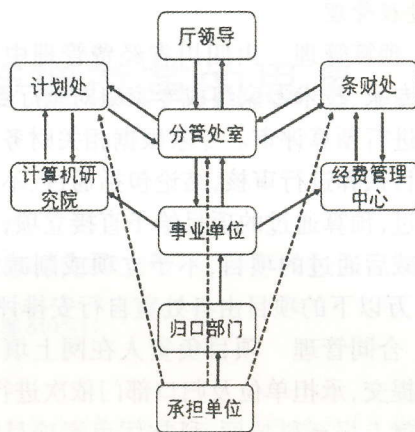 厅领导
计划处
条财处
分管处室
计算机研
究院
经费管理
中心
事业单位
归口部门
承担单位